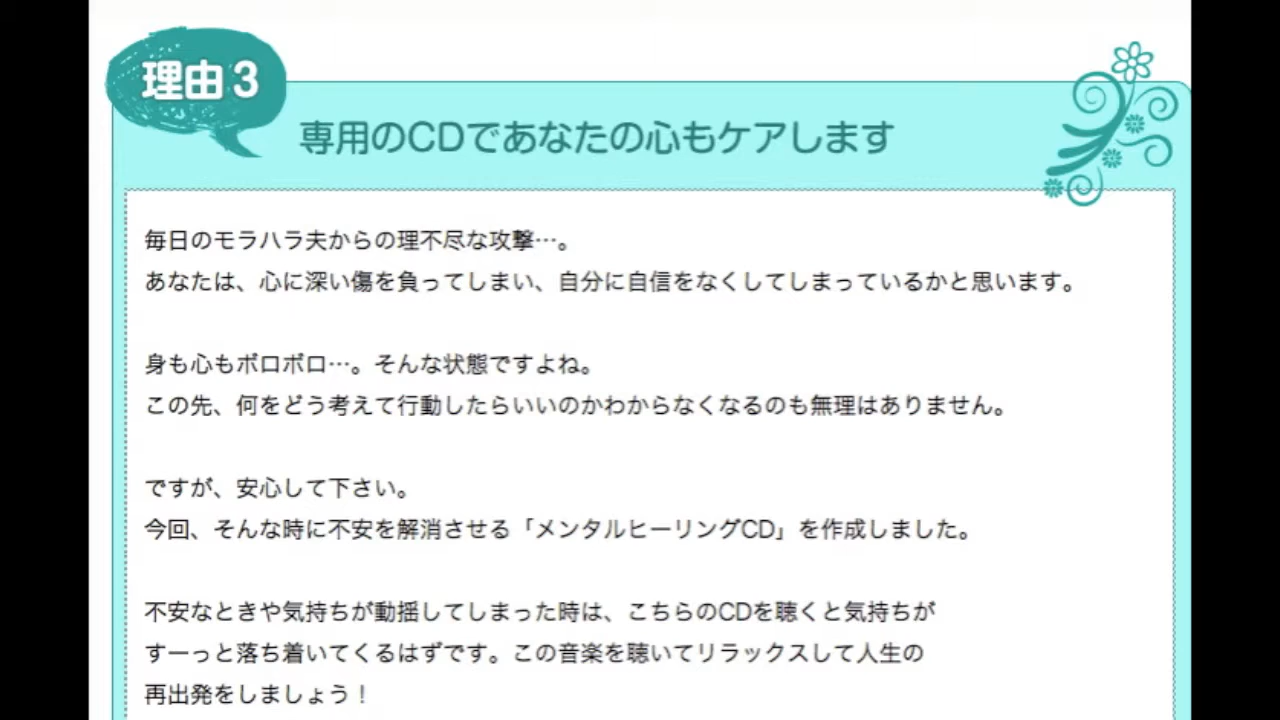 理由3
専用のCDであなたの心もケアします
毎日のモラハラ夫からの理不尽な攻撃…。
あなたは、心に深い傷を負ってしまい、自分に自信をなくしてしまっているかと思います。
身も心もボロボロ…。そんな状態ですよね。
この先、何をどう考えて行動したらいいのかわからなくなるのも無理はありません。
ですが、安心して下さい。
今回、そんな時に不安を解消させる「メンタルヒーリングCD」を作成しました。
不安なときや気持ちが動揺してしまった時は、こちらのCDを聴くと気持ちが
すーっと落ち着いてくるはずです。この音楽を聴いてリラックスして人生の
再出発をしましょう！